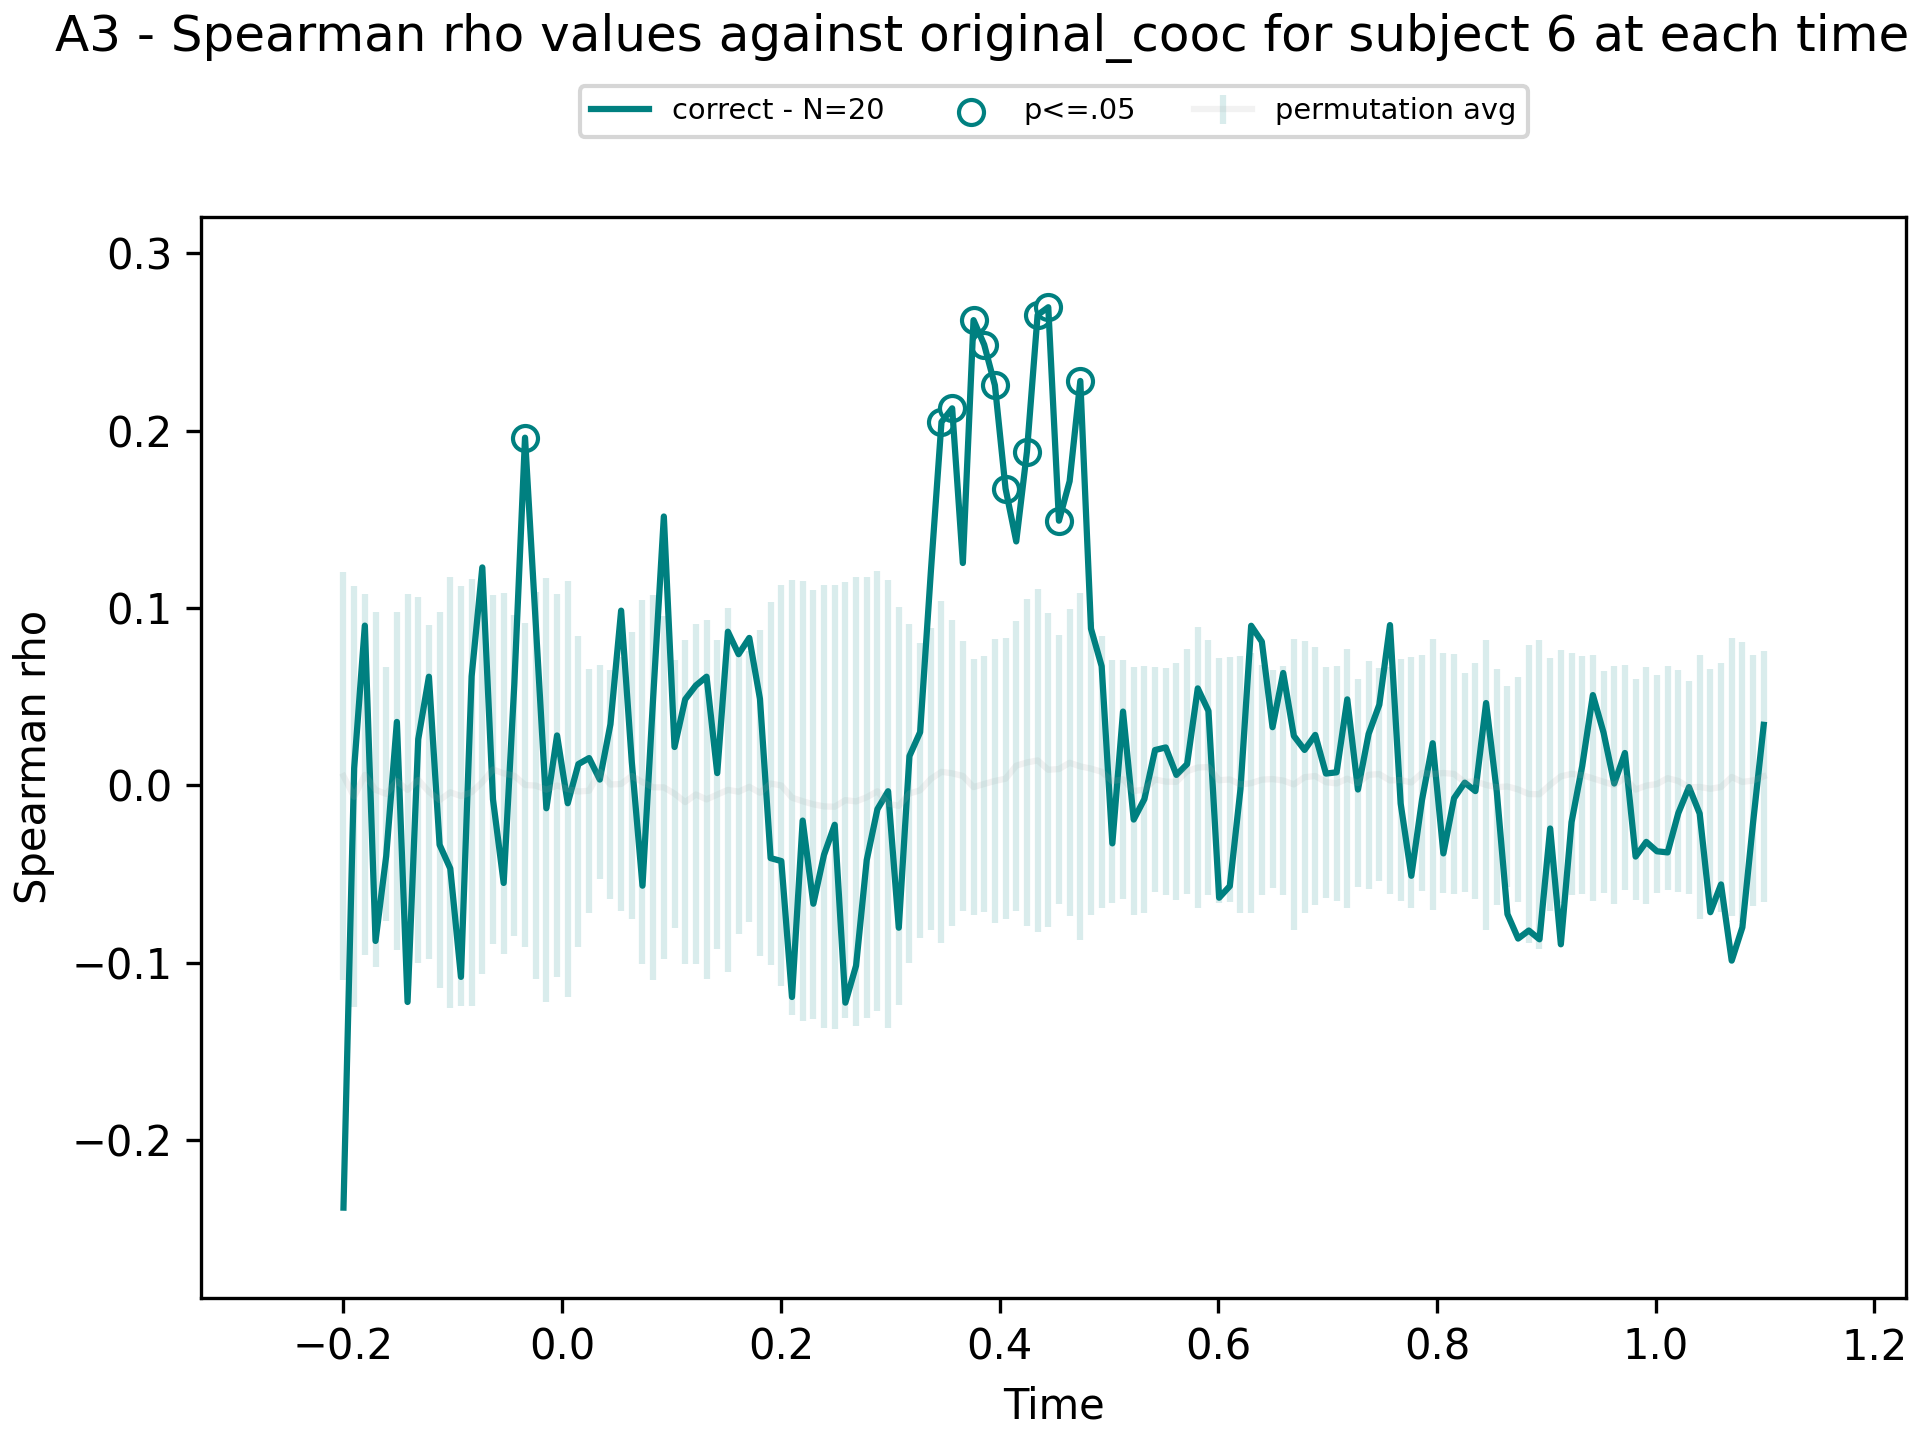 A3 - Spearman rho values against original_cooc for subject 6 at each time
correct - N=20 p<=.05 permutation avg
0.3
0.2
0.1
0.0
−0.1
−0.2
Spearman rho
−0.2 0.0 0.2 0.4 0.6 0.8 1.0 1.2
Time